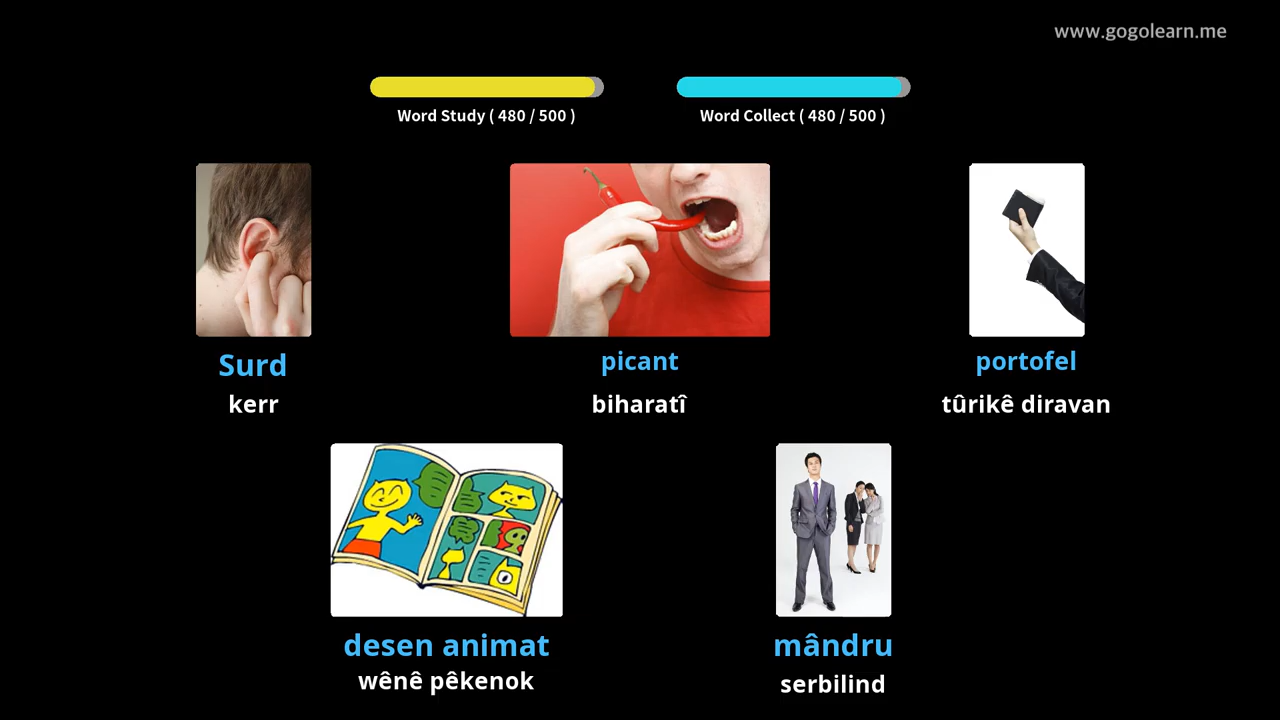 www.gogolearn.me
Word Study ( 480 / 500 )
Word Collect ( 480 / 500 )
Surd
picant
portofel
kerr
biharatî
tûrikê diravan
desen animat
mândru
wênê pêkenok
serbilind